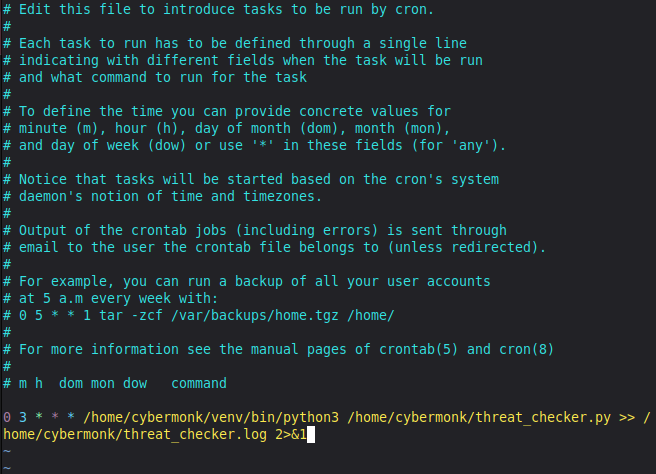 # Edit this file to introduce tasks to be run by cron.
#
# Each task to run has to be defined through a single line
# indicating with different fields when the task will be run
# and what command to run for the task
#
# To define the time you can provide concrete values for
# minute (m), hour (h), day of month (dom), month (mon),
# and day of week (dow) or use '*' in these fields (for 'any').
#
# Notice that tasks will be started based on the cron's system
# daemon's notion of time and timezones.
#
# Output of the crontab jobs (including errors) is sent through
# email to the user the crontab file belongs to (unless redirected).
#
# For example, you can run a backup of all your user accounts
# at 5 a.m every week with:
# 0 5 * * 1 tar -zcf /var/backups/home.tgz /home/
#
# For more information see the manual pages of crontab(5) and cron(8)
#
# m h  dom mon dow   command

0 3 * * * /home/cybermonk/venv/bin/python3 /home/cybermonk/threat_checker.py >> /
home/cybermonk/threat_checker.log 2>&1
~
~